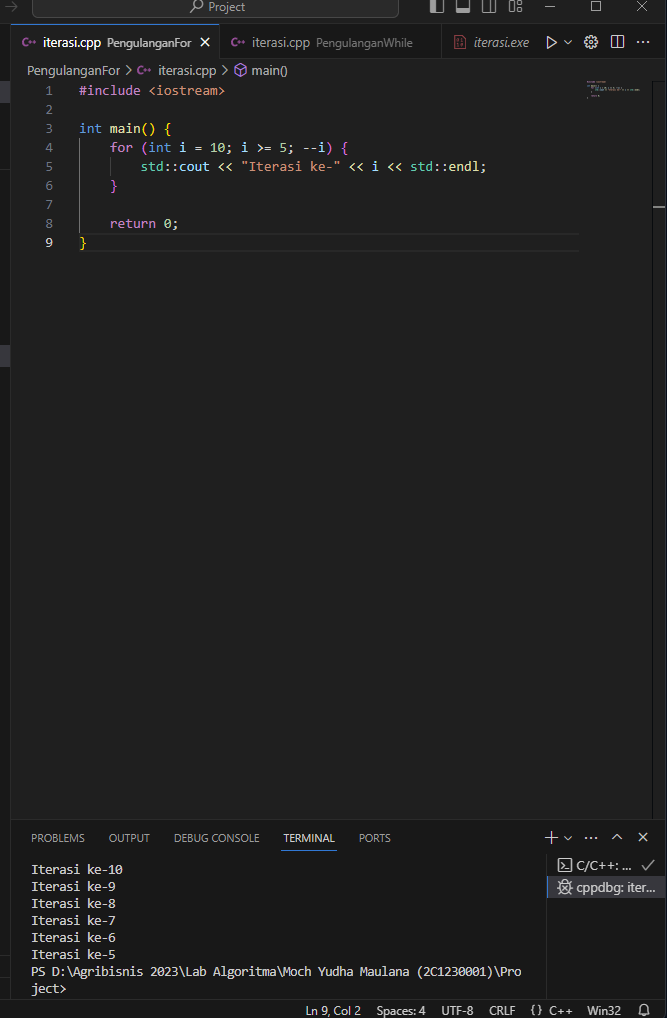 Project
iterasi.cpp PengulanganFor iterasi.cpp PengulanganWhile iterasi.exe
PengulanganFor > iterasi.cpp > main()
1 #include <iostream>
2
3 int main() {
4     for (int i = 10; i >= 5; --i) {
5         std::cout << "Iterasi ke-" << i << std::endl;
6     }
7
8     return 0;
9 }
PROBLEMS OUTPUT DEBUG CONSOLE TERMINAL PORTS
Iterasi ke-10
Iterasi ke-9
Iterasi ke-8
Iterasi ke-7
Iterasi ke-6
Iterasi ke-5
PS D:\Agribisnis 2023\Lab Algoritma\Moch Yudha Maulana (2C1230001)\Pro
ject>
C/C++: ...
cppdbg: iter...
Ln 9, Col 2 Spaces: 4 UTF-8 CRLF {} C++ Win32